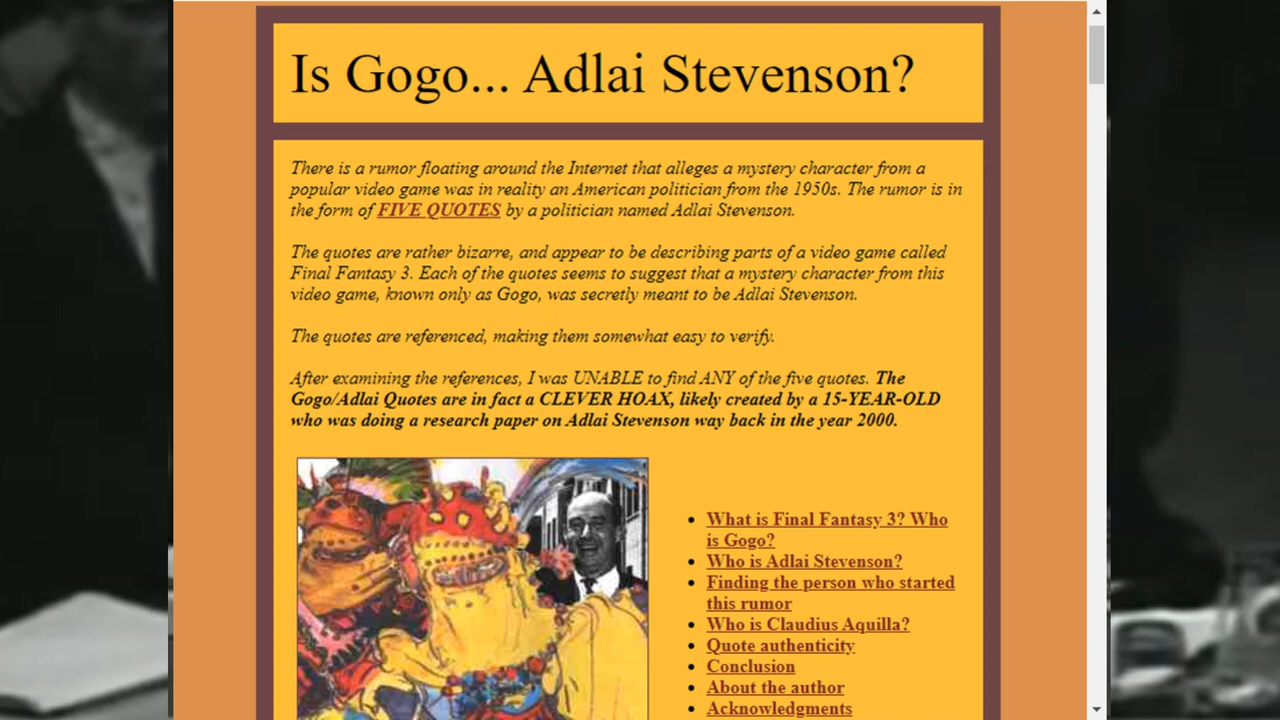 Is Gogo... Adlai Stevenson?
There is a rumor floating around the Internet that alleges a mystery character from a
popular video game was in reality an American politician from the 1950s. The rumor is in
the form of FIVE QUOTES by a politician named Adlai Stevenson.
The quotes are rather bizarre, and appear to be describing parts of a video game called
Final Fantasy 3. Each of the quotes seems to suggest that a mystery character from this
video game, known only as Gogo, was secretly meant to be Adlai Stevenson.
The quotes are referenced, making them somewhat easy to verify.
After examining the references, I was UNABLE to find ANY of the five quotes. The
Gogo/Adlai Quotes are in fact a CLEVER HOAX, likely created by a 15-YEAR-OLD
who was doing a research paper on Adlai Stevenson way back in the year 2000.
What is Final Fantasy 3? Who
is Gogo?
Who is Adlai Stevenson?
Finding the person who started
this rumor
Who is Claudius Aquilla?
Quote authenticity
Conclusion
About the author
Acknowledgments